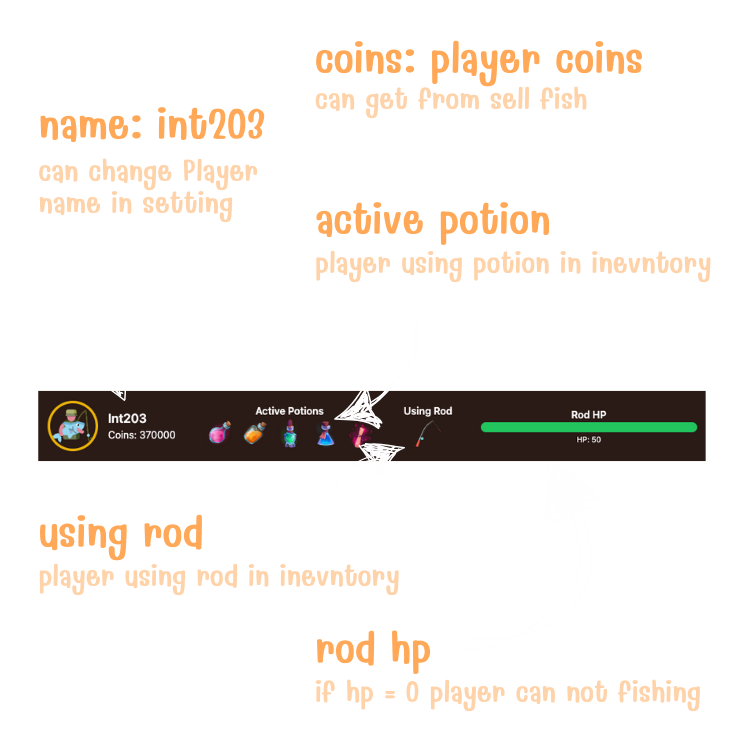 coins: player coins
can get from sell fish
name: int203
can change Player
name in setting
active potion
player using potion in inevntory
Int203
Coins: 370000
Active Potions
Using Rod
Rod HP
HP: 50
using rod
player using rod in inevntory
rod hp
if hp = 0 player can not fishing